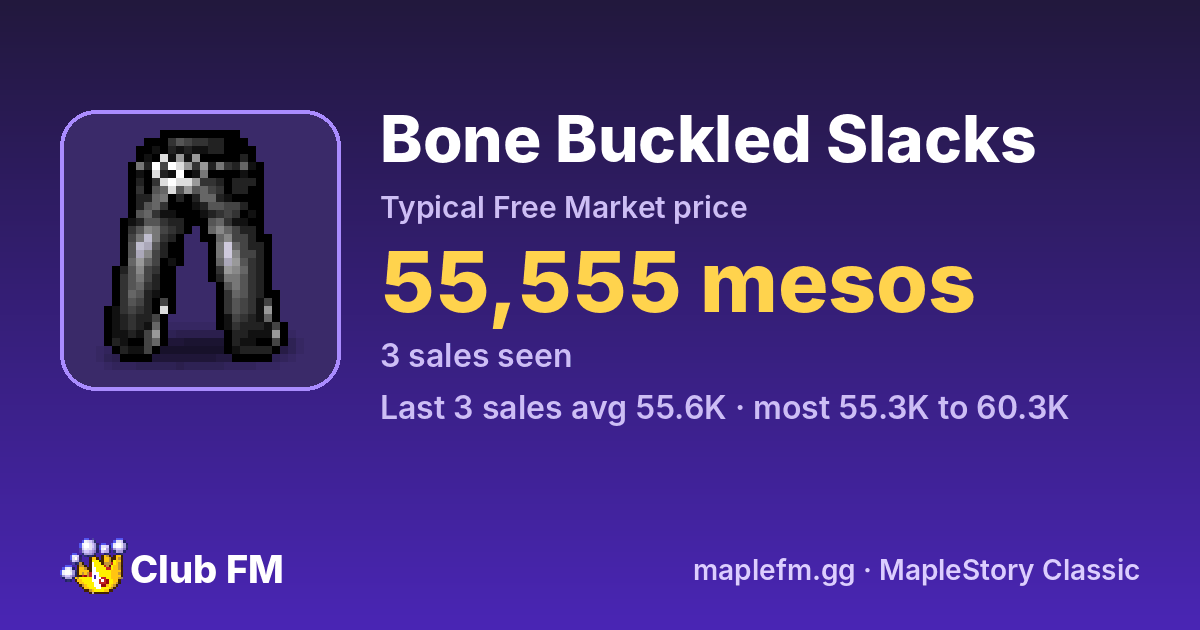 Bone Buckled Slacks
Typical Free Market price
55,555 mesos
3 sales seen
Last 3 sales avg 55.6K · most 55.3K to 60.3K
Club FM
maplefm.gg · MapleStory Classic